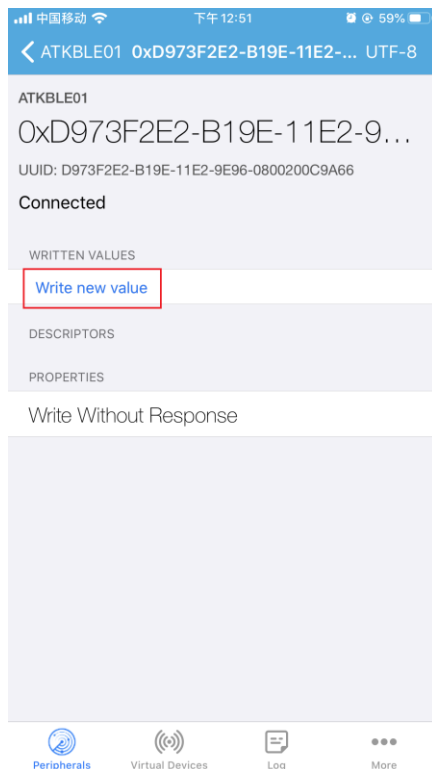 中国移动 下午12:51 59%
ATKBLE01 0xD973F2E2-B19E-11E2-... UTF-8
ATKBLE01
0xD973F2E2-B19E-11E2-9...
UUID: D973F2E2-B19E-11E2-9E96-0800200C9A66
Connected
WRITTEN VALUES
Write new value
DESCRIPTORS
PROPERTIES
Write Without Response
Peripherals Virtual Devices Log More